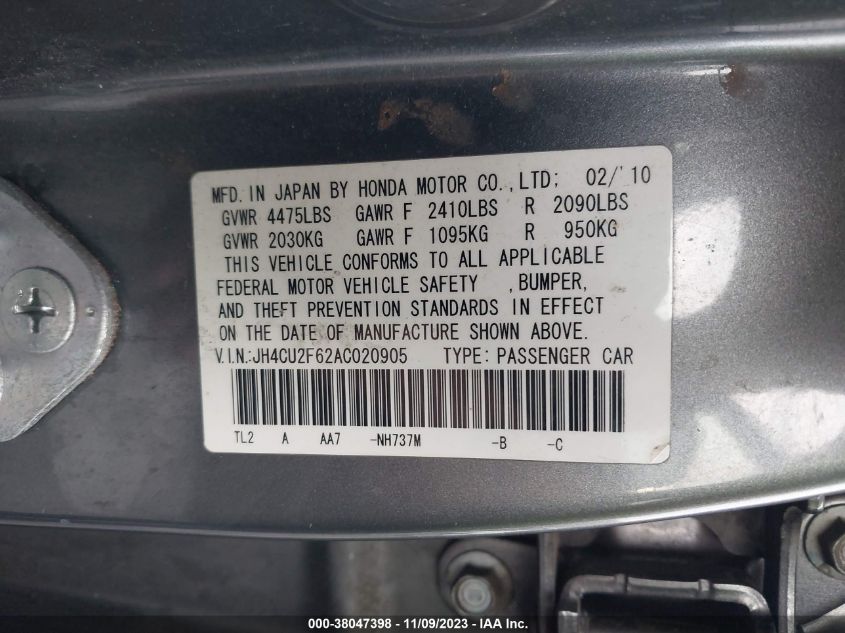 MFD. IN JAPAN BY HONDA MOTOR CO.,LTD; 02/'10
GVWR 4475LBS GAWR F 2410LBS R 2090LBS
GVWR 2030KG GAWR F 1095KG R 950KG
THIS VEHICLE CONFORMS TO ALL APPLICABLE
FEDERAL MOTOR VEHICLE SAFETY ,BUMPER,
AND THEFT PREVENTION STANDARDS IN EFFECT
ON THE DATE OF MANUFACTURE SHOWN ABOVE.
V.I.N.:JH4CU2F62AC020905 TYPE: PASSENGER CAR
TL2 A AA7 -NH737M -B -C
000-38047398 - 11/09/2023 - IAAI Inc.